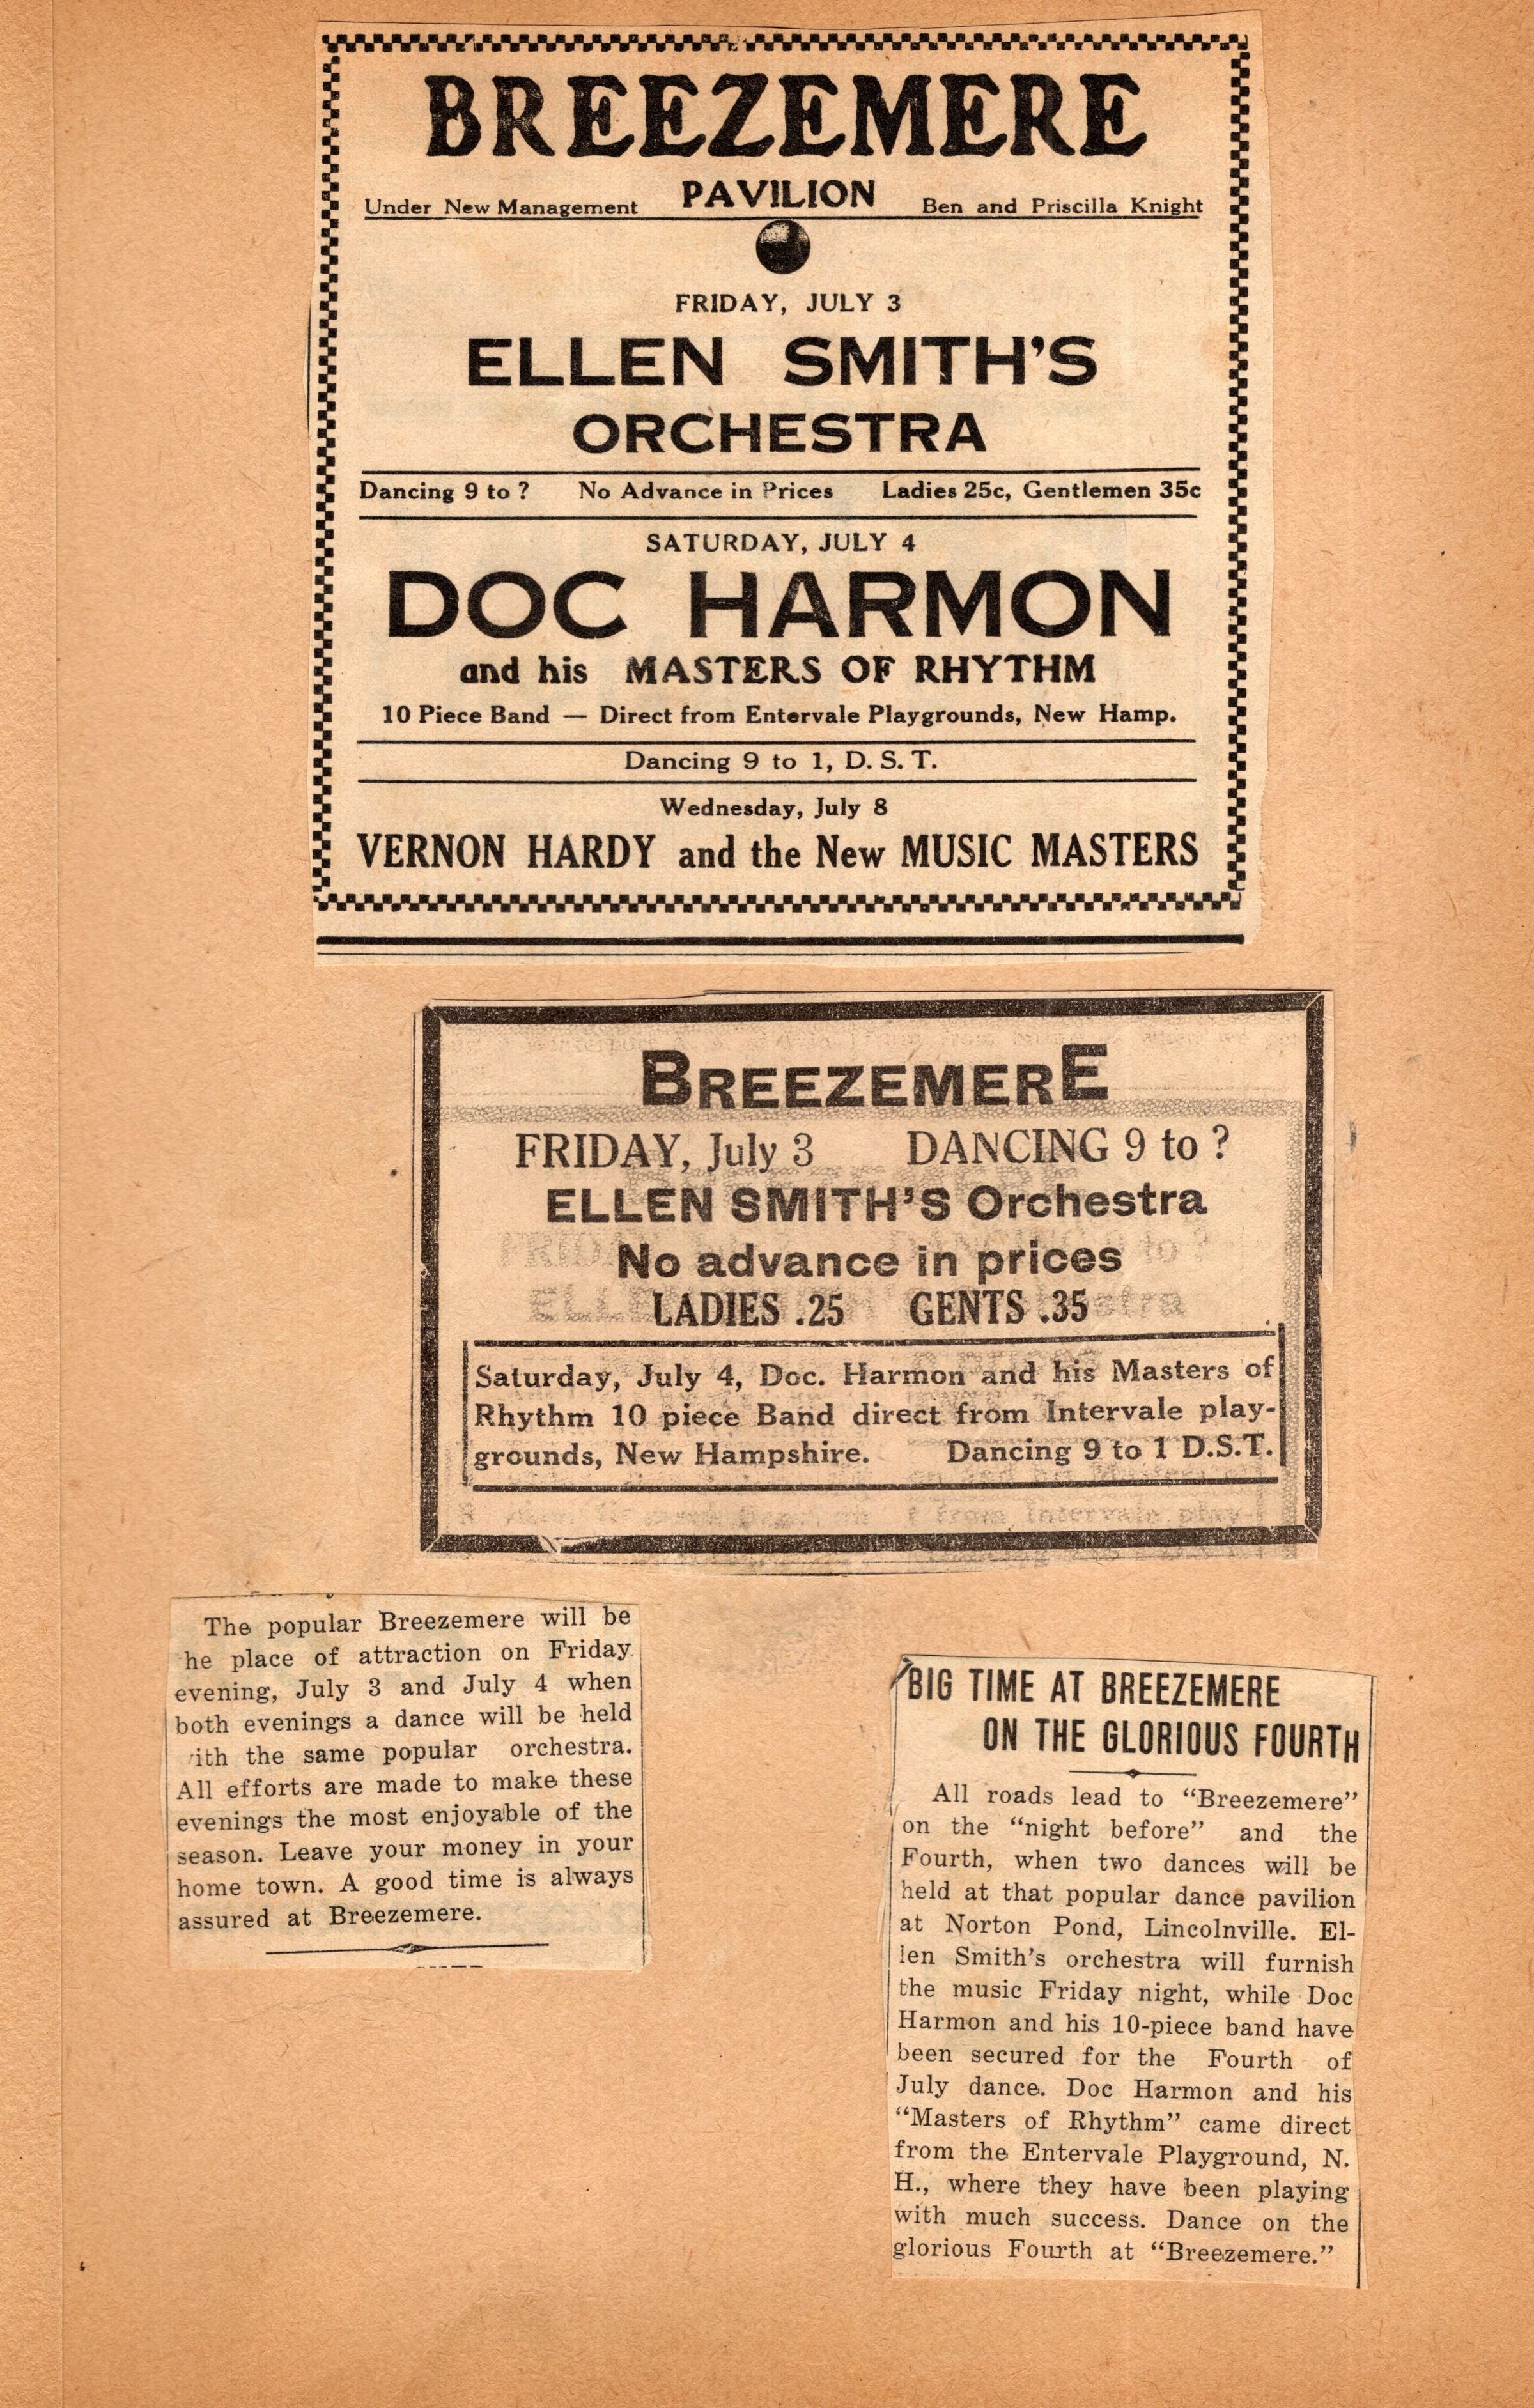 BREEZEMERE
PAVILION
Under New Management
Ben and Priscilla Knight
FRIDAY, JULY 3
ELLEN SMITH'S
ORCHESTRA
Dancing 9 to ? No Advance in Prices Ladies 25c, Gentlemen 35c
SATURDAY, JULY 4
DOC HARMON
and his MASTERS OF RHYTHM
10 Piece Band — Direct from Entervale Playgrounds, New Hamp.
Dancing 9 to 1, D. S. T.
Wednesday, July 8
VERNON HARDY and the New MUSIC MASTERS
BREEZEMERE
FRIDAY, July 3 DANCING 9 to ?
ELLEN SMITH'S Orchestra
No advance in prices
LADIES .25 GENTS .35
Saturday, July 4, Doc. Harmon and his Masters of
Rhythm 10 piece Band direct from Intervale play-
grounds, New Hampshire. Dancing 9 to 1 D.S.T.
The popular Breezemere will be
he place of attraction on Friday
evening, July 3 and July 4 when
both evenings a dance will be held
ith the same popular orchestra.
All efforts are made to make these
evenings the most enjoyable of the
season. Leave your money in your
home town. A good time is always
assured at Breezemere.
BIG TIME AT BREEZEMERE
ON THE GLORIOUS FOURTH
All roads lead to “Breezemere”
on the “night before” and the
Fourth, when two dances will be
held at that popular dance pavilion
at Norton Pond, Lincolnville. El-
len Smith's orchestra will furnish
the music Friday night, while Doc
Harmon and his 10-piece band have
been secured for the Fourth of
July dance. Doc Harmon and his
“Masters of Rhythm” came direct
from the Entervale Playground, N.
H., where they have been playing
with much success. Dance on the
glorious Fourth at “Breezemere.”